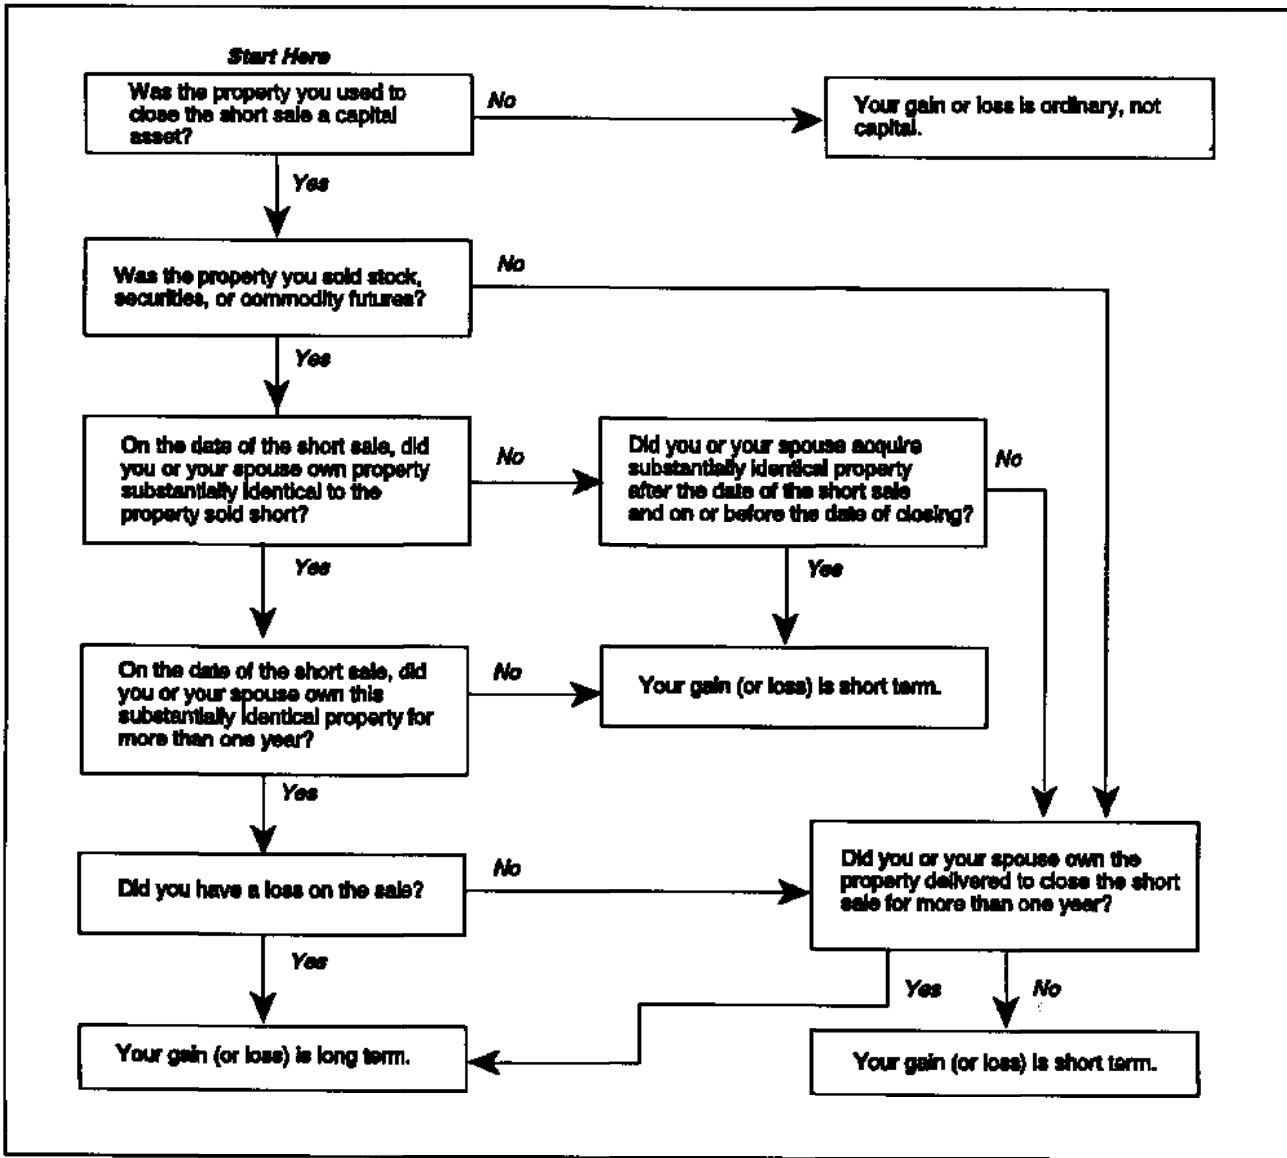 Start Here
Was the property you used to
close the short sale a capital
asset?
No
Your gain or loss is ordinary, not
capital.
Yes
Was the property you sold stock,
securities, or commodity futures?
No
Yes
On the date of the short sale, did
you or your spouse own property
substantially identical to the
property sold short?
No
Did you or your spouse acquire
substantially identical property
after the date of the short sale
and on or before the date of closing?
No
Yes
Yes
On the date of the short sale, did
you or your spouse own this
substantially identical property for
more than one year?
No
Your gain (or loss) is short term.
Yes
Did you have a loss on the sale?
No
Did you or your spouse own the
property delivered to close the short
sale for more than one year?
Yes
Yes
No
Your gain (or loss) is long term.
Your gain (or loss) is short term.